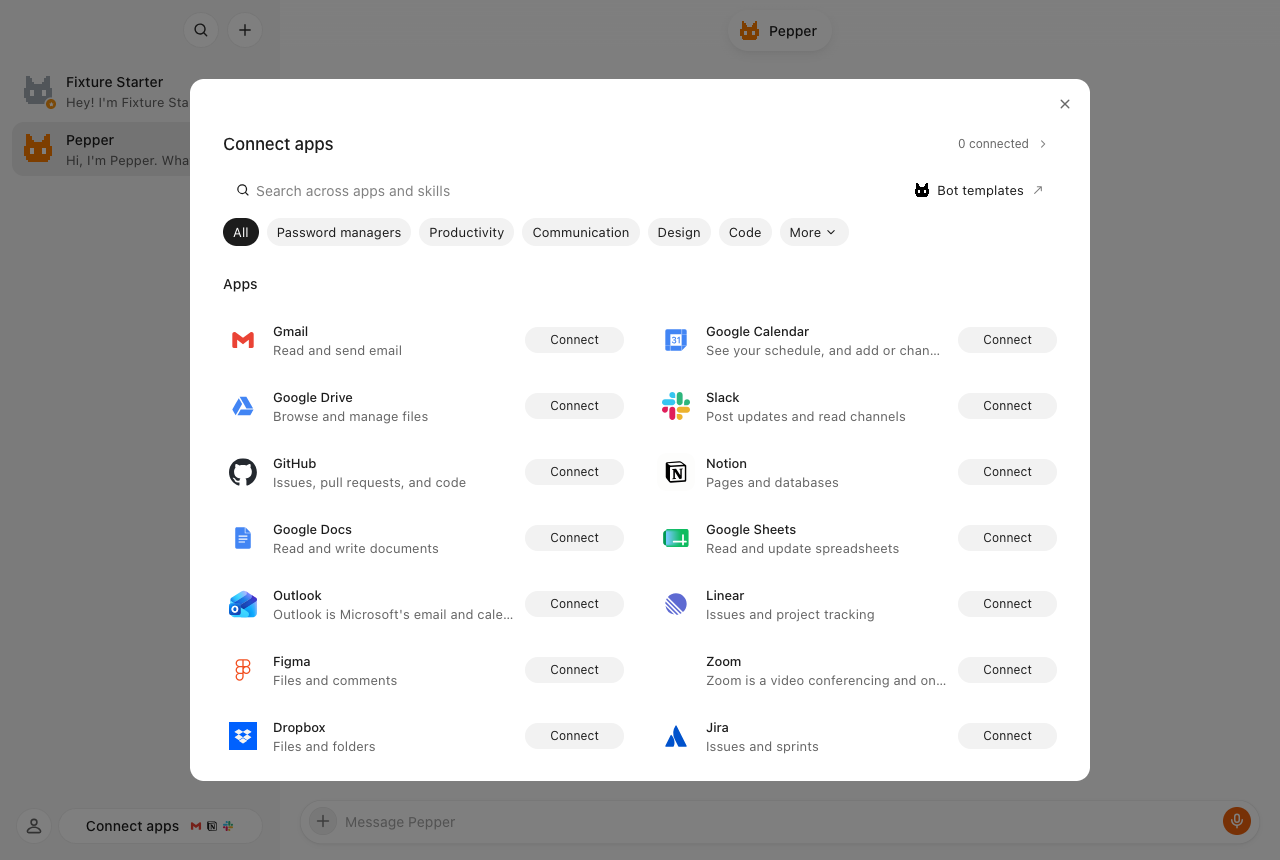 Pepper
Fixture Starter
Hey! I'm Fixture Sta
Pepper
Hi, I'm Pepper. Wha
Connect apps
0 connected
Search across apps and skills
Bot templates
All
Password managers
Productivity
Communication
Design
Code
More
Apps
Gmail
Read and send email
Connect
Google Calendar
See your schedule, and add or chan...
Connect
31
Google Drive
Browse and manage files
Connect
Slack
Post updates and read channels
Connect
GitHub
Issues, pull requests, and code
Connect
Notion
Pages and databases
Connect
Google Docs
Read and write documents
Connect
Google Sheets
Read and update spreadsheets
Connect
Outlook
Outlook is Microsoft's email and cale...
Connect
Linear
Issues and project tracking
Connect
Figma
Files and comments
Connect
Zoom
Zoom is a video conferencing and on...
Connect
Dropbox
Files and folders
Connect
Jira
Issues and sprints
Connect
Connect apps
Message Pepper